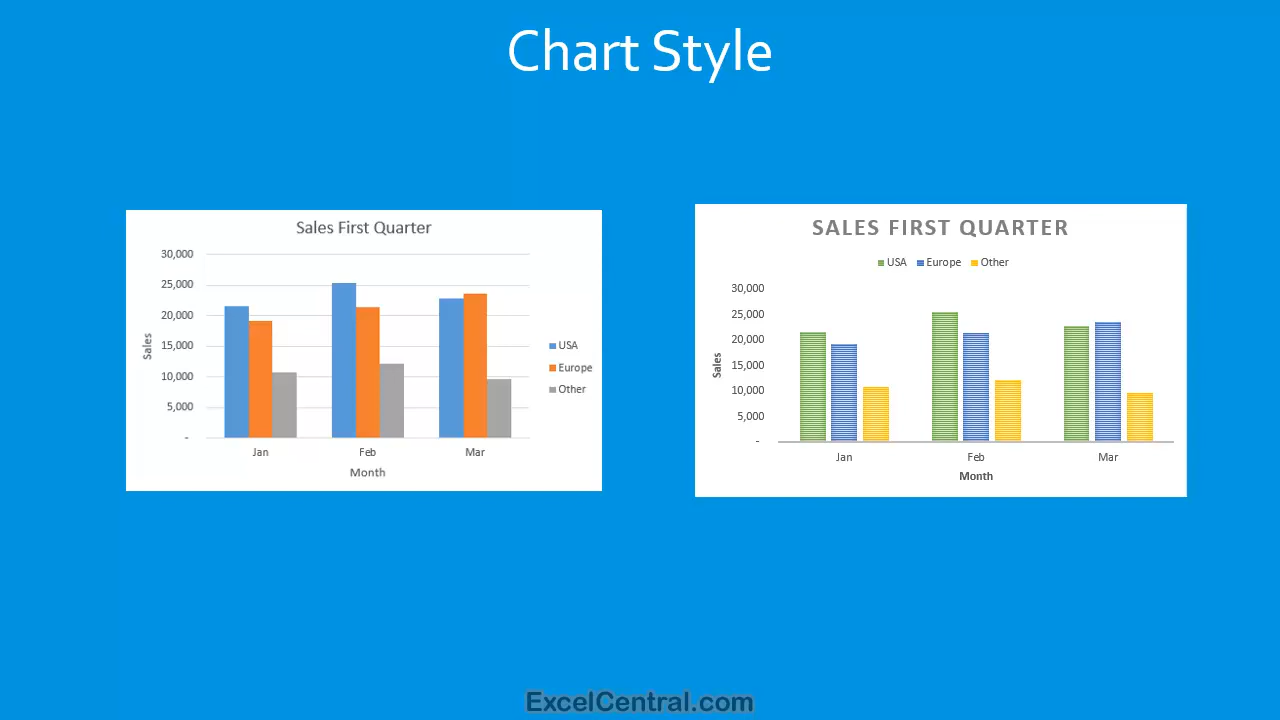 Chart Style
Sales First Quarter
30,000
25,000
20,000
15,000
10,000
5,000
-
Sales
Jan Feb Mar
Month
USA
Europe
Other
SALES FIRST QUARTER
USA Europe Other
30,000
25,000
20,000
15,000
10,000
5,000
-
Sales
Jan Feb Mar
Month
ExcelCentral.com